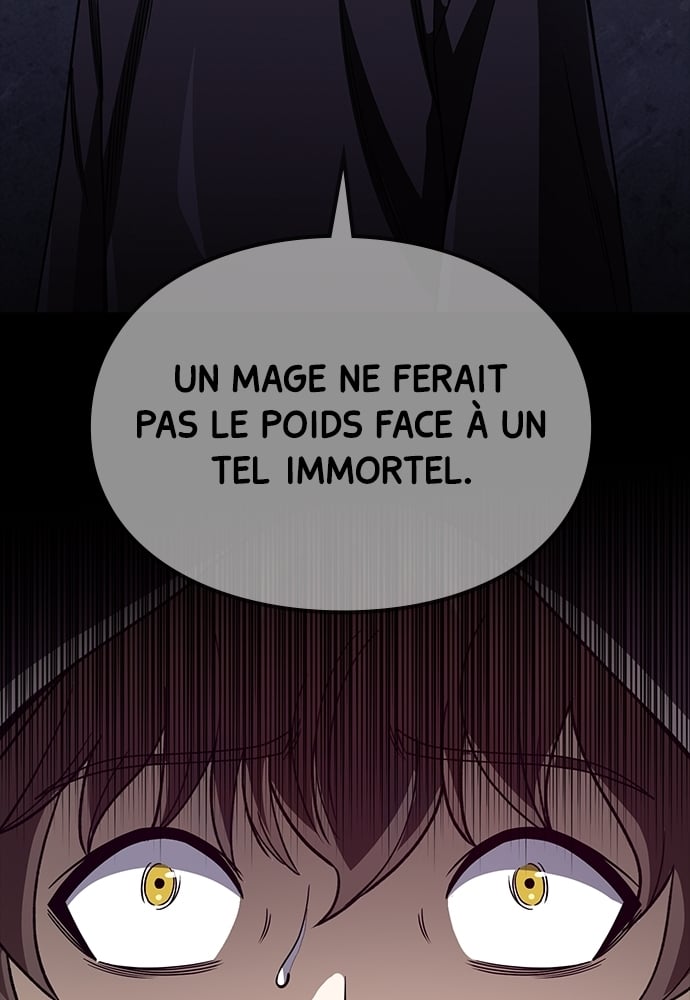 UN MAGE NE FERAIT
PAS LE POIDS FACE À UN
TEL IMMORTEL.